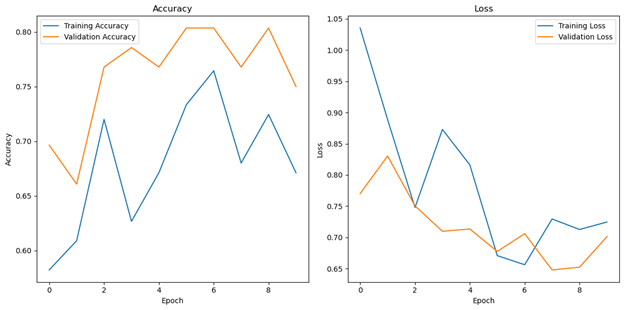 Accuracy
Training Accuracy
Validation Accuracy
0.80
0.75
0.70
0.65
0.60
Accuracy
0 2 4 6 8
Epoch
Loss
Training Loss
Validation Loss
1.05
1.00
0.95
0.90
0.85
0.80
0.75
0.70
0.65
Loss
0 2 4 6 8
Epoch